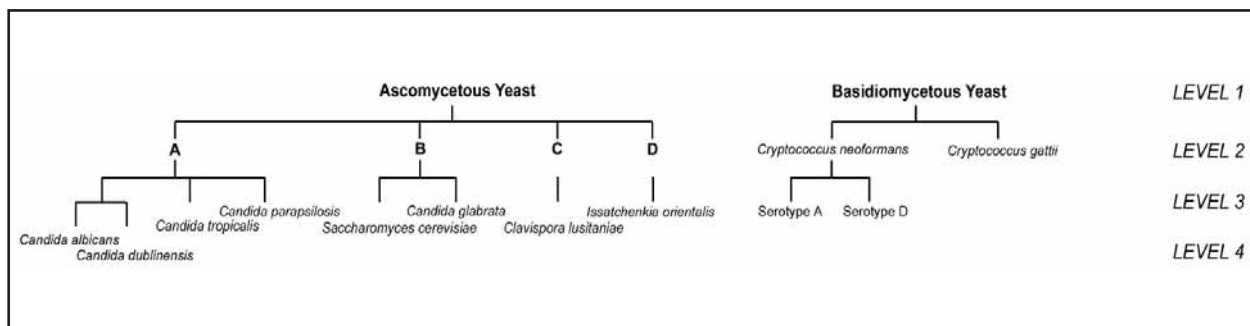 Ascomycetous Yeast Basidiomycetous Yeast LEVEL 1
A B C D Cryptococcus neoformans Cryptococcus gattii LEVEL 2
Candida parapsilosis Candida glabrata Issatchenkia orientalis Serotype A Serotype D LEVEL 3
Candida tropicalis Saccharomyces cerevisiae Clavispora lusitaniae
Candida albicans LEVEL 4
Candida dublinensis